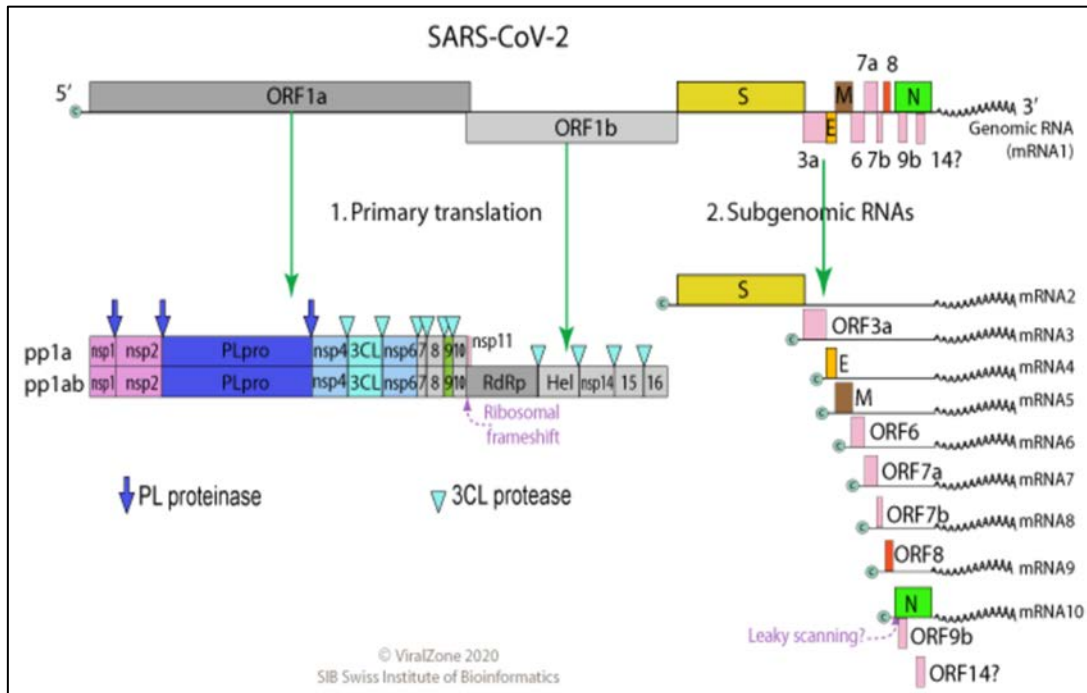 SARS-CoV-2
7a 8
5’ C ORF1a S M N 3’
ORF1b E Genomic RNA
(mRNA1)
3a 6 7b 9b 14?
1. Primary translation 2. Subgenomic RNAs
C S mRNA2
C ORF3a mRNA3
C E mRNA4
C M mRNA5
C ORF6 mRNA6
C ORF7a mRNA7
C ORF7b mRNA8
C ORF8 mRNA9
C N mRNA10
Leaky scanning?
ORF9b
ORF14?
nsp11
pp1a nsp1 nsp2 PLpro nsp4 3CL nsp6 7 8 9 10
pp1ab nsp1 nsp2 PLpro nsp4 3CL nsp6 7 8 9 10 RdRp Hel nsp14 15 16
Ribosomal
frameshift
PL proteinase 3CL protease
© ViralZone 2020
SIB Swiss Institute of Bioinformatics